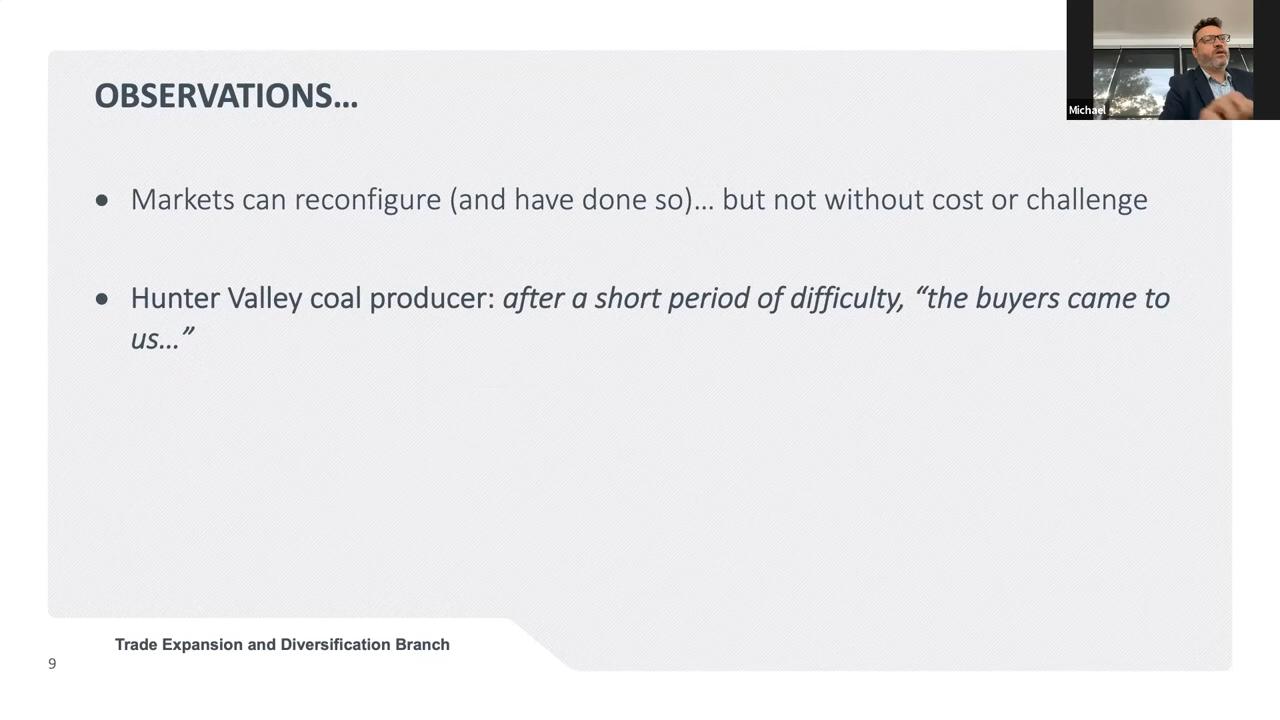 OBSERVATIONS...
• Markets can reconfigure (and have done so)... but not without cost or challenge
• Hunter Valley coal producer: after a short period of difficulty, “the buyers came to
us...”
Trade Expansion and Diversification Branch
9
Michael